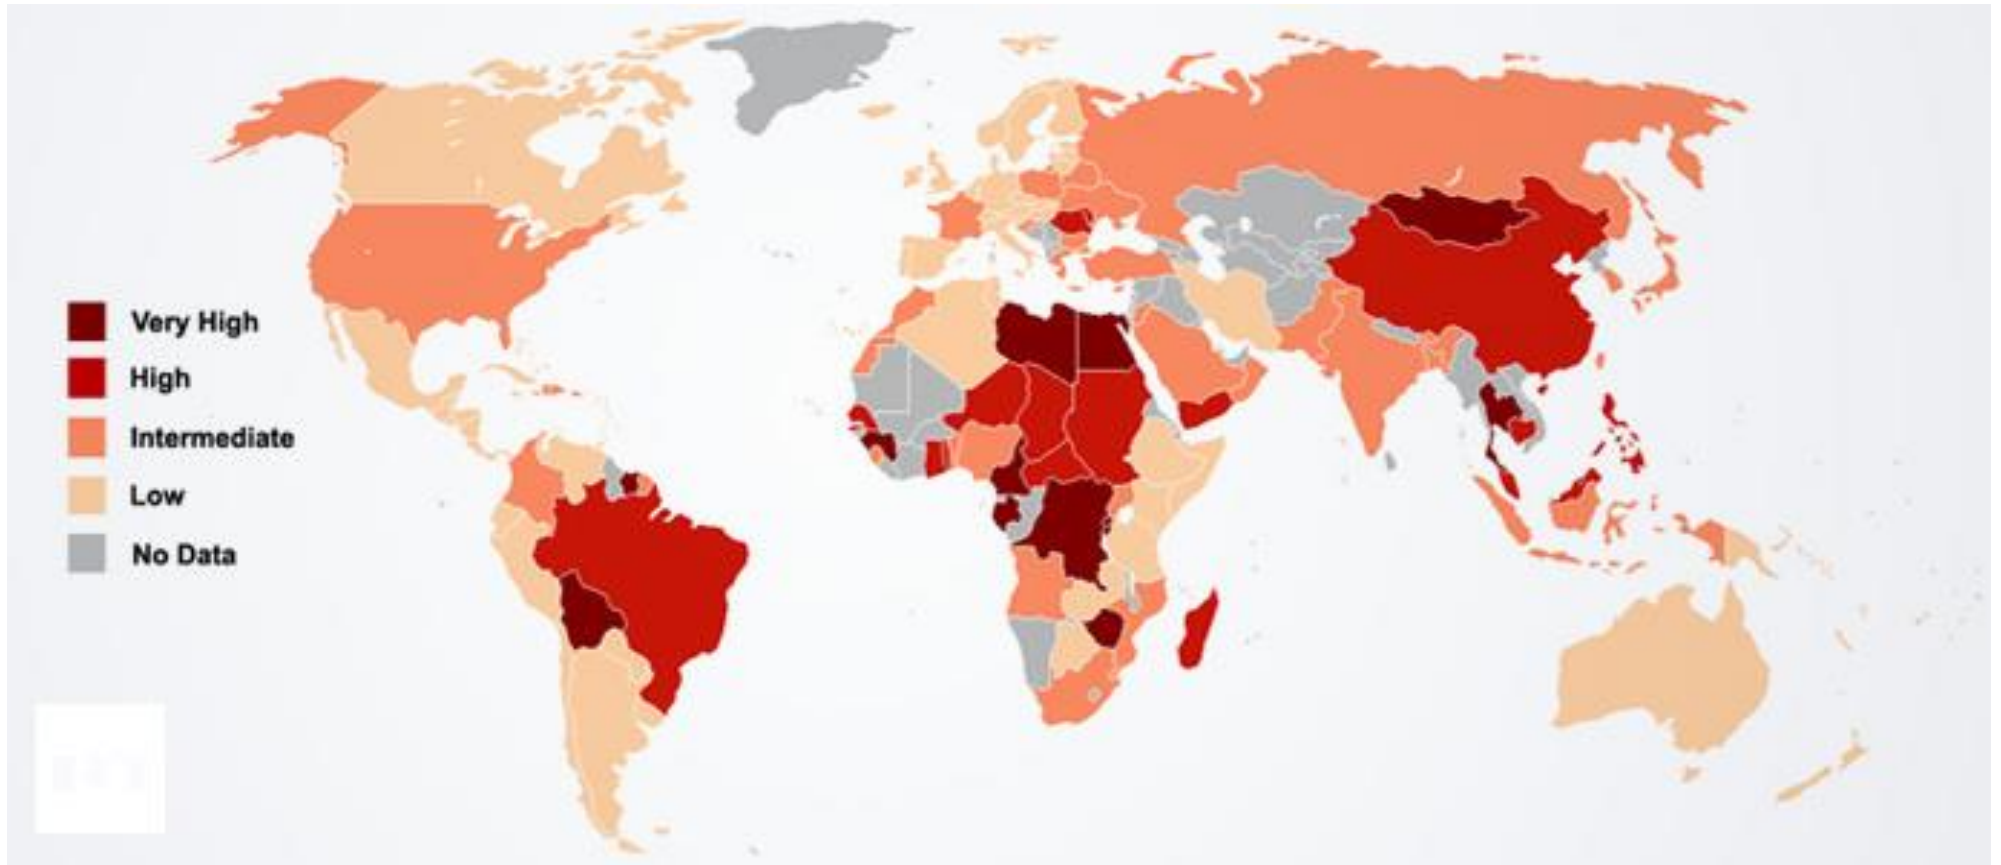 Very High
High
Intermediate
Low
No Data